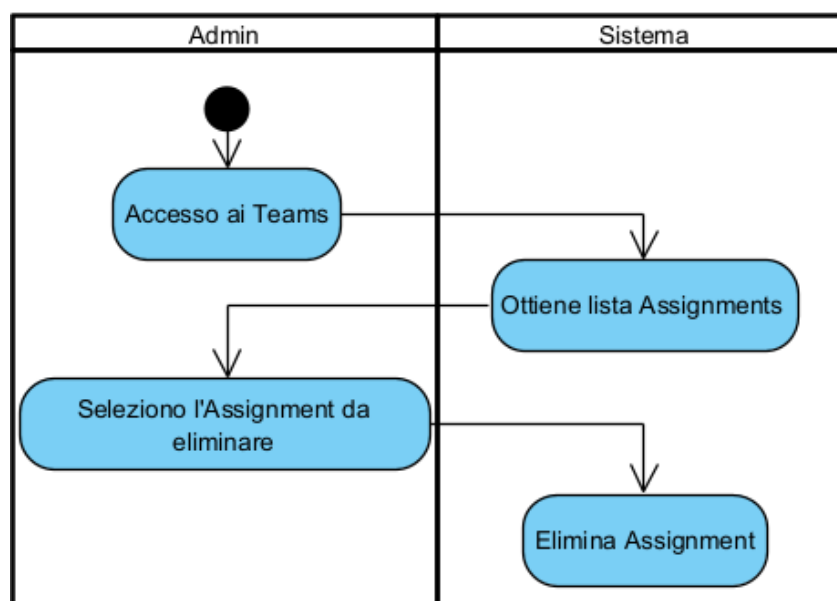 Admin
Sistema
Accesso ai Teams
Ottiene lista Assignments
Seleziono l'Assignment da
eliminare
Elimina Assignment